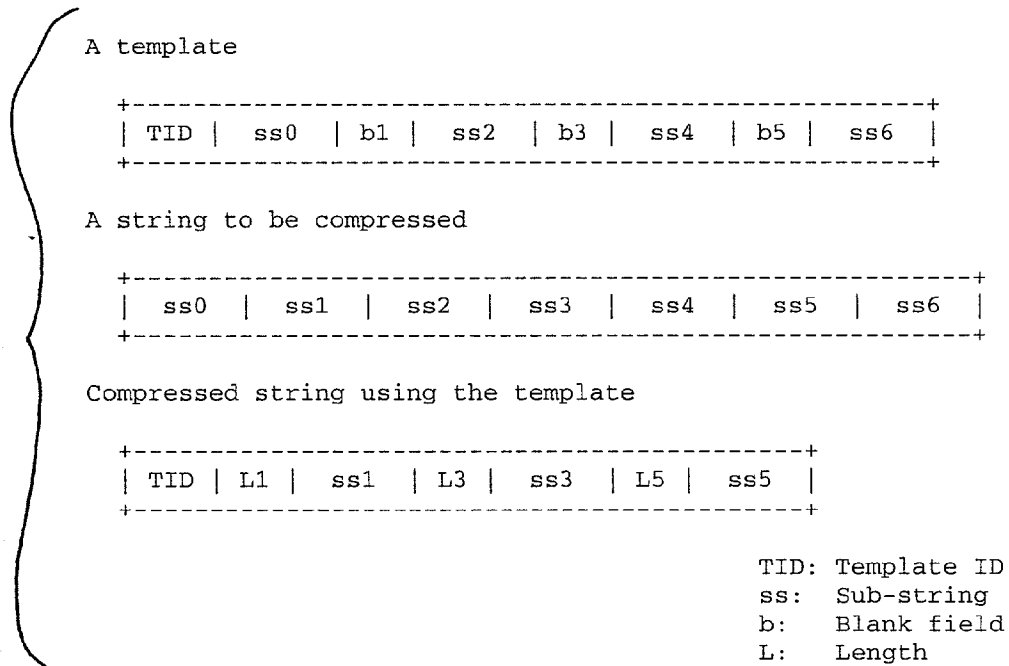 A template
+----------------------------------------------------+
| TID | ss0 | b1 | ss2 | b3 | ss4 | b5 | ss6 |
+----------------------------------------------------+
A string to be compressed
+-------------------------------------------------------+
| ss0 | ss1 | ss2 | ss3 | ss4 | ss5 | ss6 |
+-------------------------------------------------------+
Compressed string using the template
+--------------------------------------------+
| TID | L1 | ss1 | L3 | ss3 | L5 | ss5 |
+--------------------------------------------+
TID: Template ID
ss: Sub-string
b: Blank field
L: Length